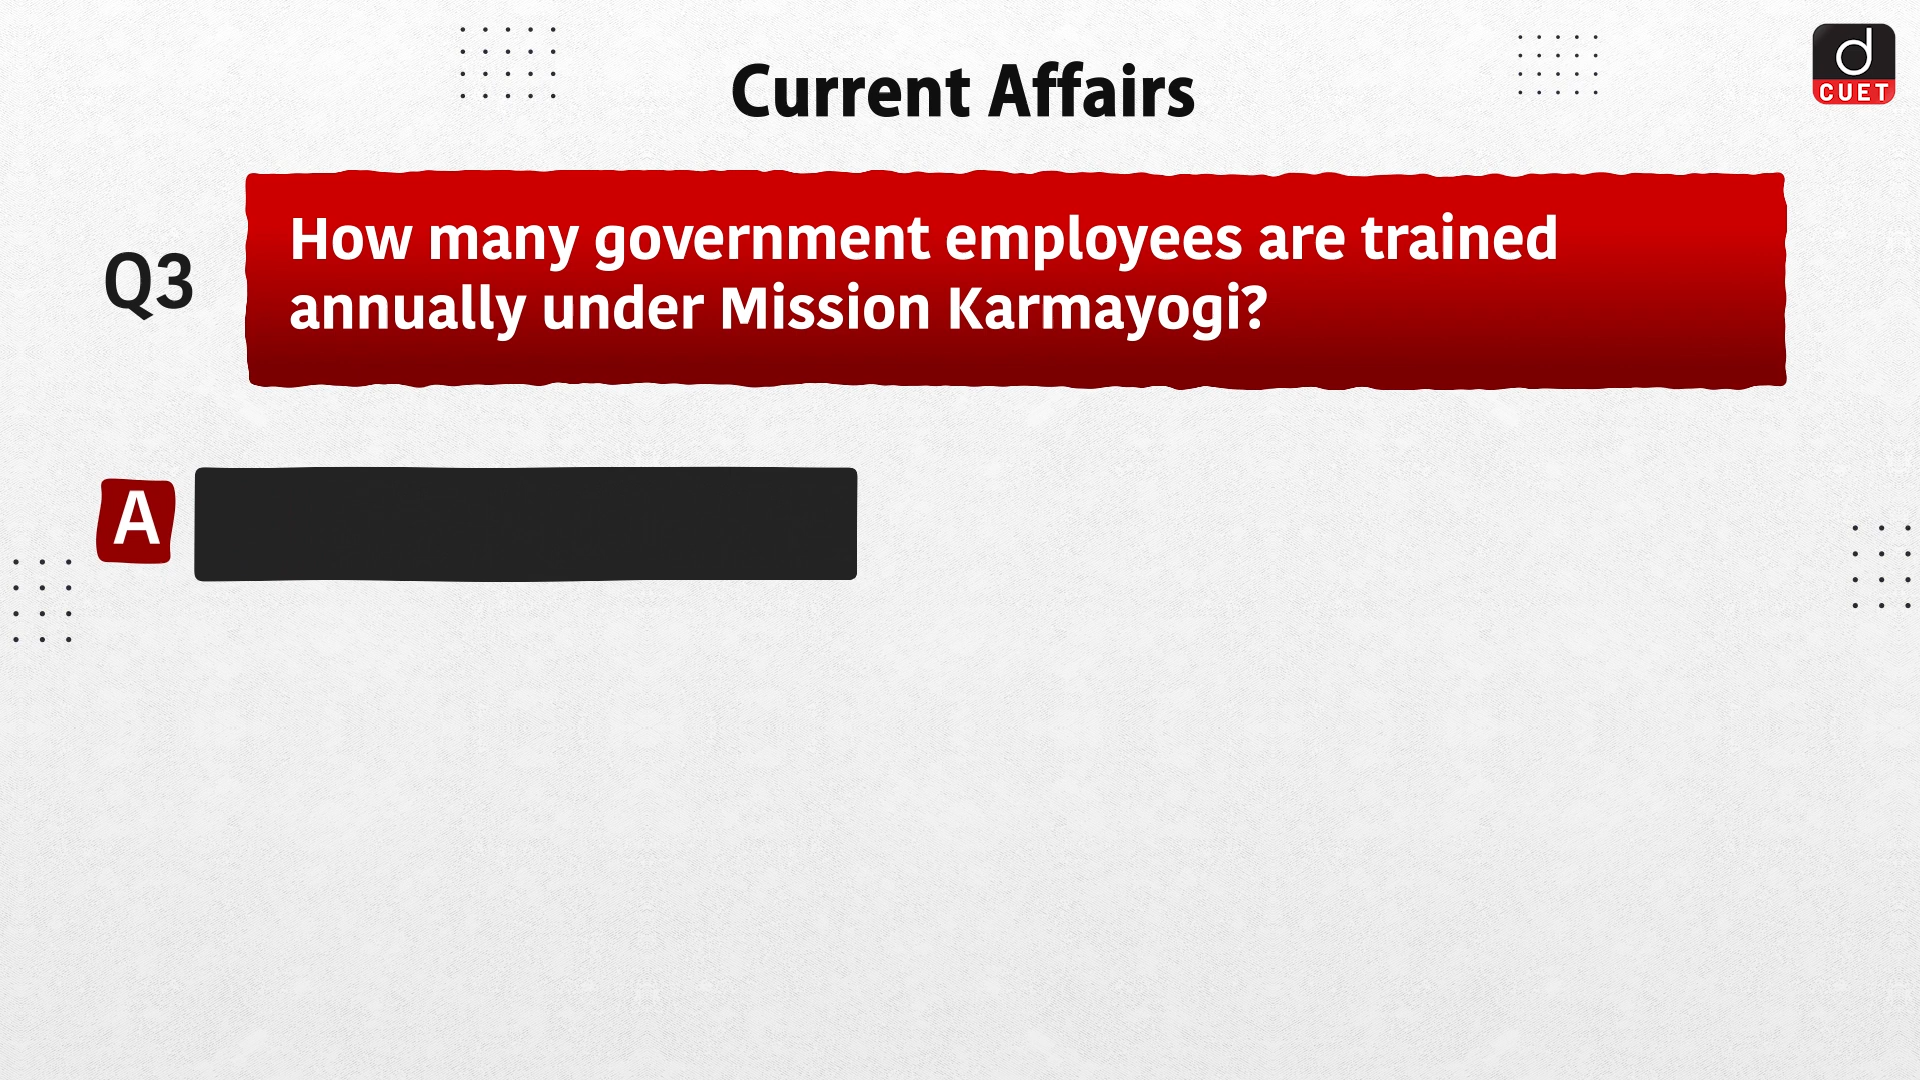 Current Affairs
d
CUET
Q3
How many government employees are trained
annually under Mission Karmayogi?
A